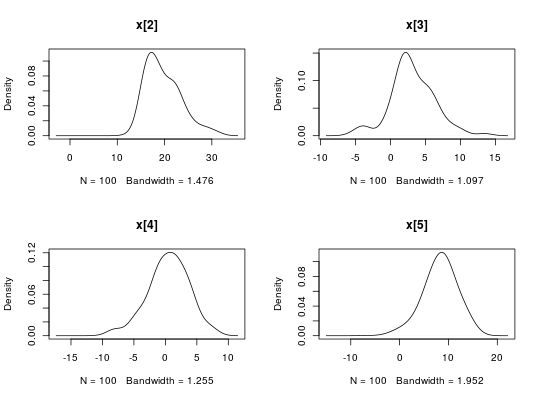 x[2]
Density
0.00 0.04 0.08
0 10 20 30
N = 100 Bandwidth = 1.476
x[3]
Density
0.00 0.10
-10 -5 0 5 10 15
N = 100 Bandwidth = 1.097
x[4]
Density
0.00 0.06 0.12
-15 -10 -5 0 5 10
N = 100 Bandwidth = 1.255
x[5]
Density
0.00 0.04 0.08
-10 0 10 20
N = 100 Bandwidth = 1.952